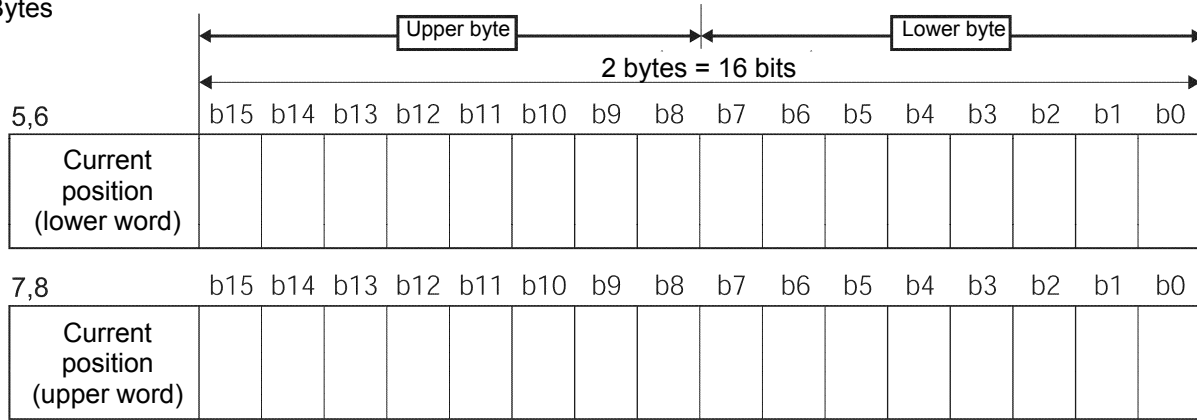 Upper byte Lower byte
2 bytes = 16 bits
5,6 b15 b14 b13 b12 b11 b10 b9 b8 b7 b6 b5 b4 b3 b2 b1 b0
Current
position
(lower word)
7,8 b15 b14 b13 b12 b11 b10 b9 b8 b7 b6 b5 b4 b3 b2 b1 b0
Current
position
(upper word)